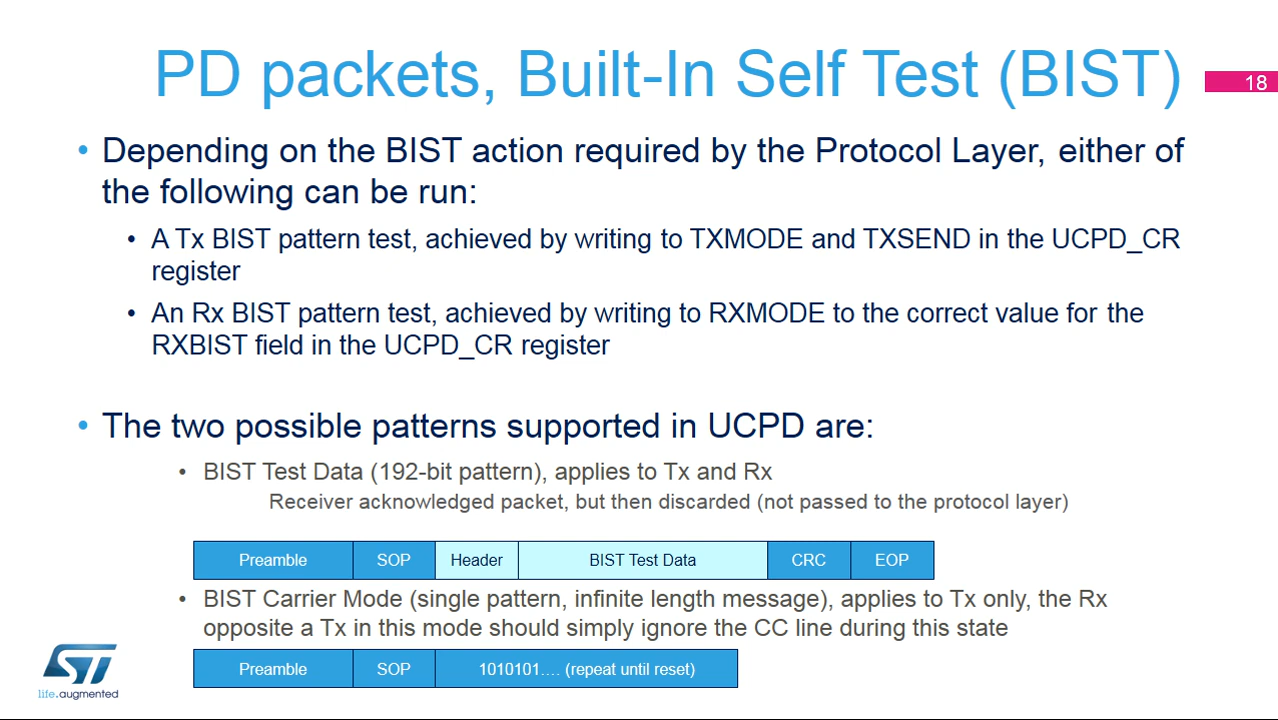 PD packets, Built-In Self Test (BIST)
18
• Depending on the BIST action required by the Protocol Layer, either of
the following can be run:
• A Tx BIST pattern test, achieved by writing to TXMODE and TXSEND in the UCPD_CR
register
• An Rx BIST pattern test, achieved by writing to RXMODE to the correct value for the
RXBIST field in the UCPD_CR register
• The two possible patterns supported in UCPD are:
• BIST Test Data (192-bit pattern), applies to Tx and Rx
Receiver acknowledged packet, but then discarded (not passed to the protocol layer)
Preamble SOP Header BIST Test Data CRC EOP
• BIST Carrier Mode (single pattern, infinite length message), applies to Tx only, the Rx
opposite a Tx in this mode should simply ignore the CC line during this state
Preamble SOP 1010101.... (repeat until reset)
ST
life.augmented